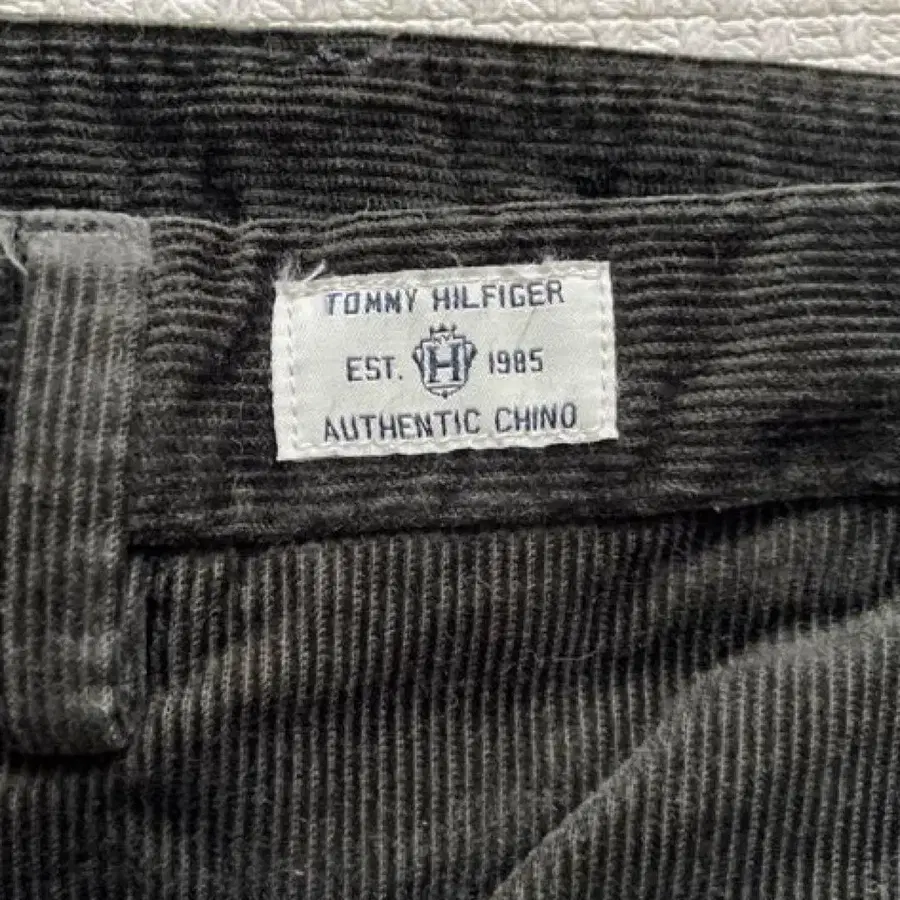 TOMMY HILFIGER
EST. H 1985
AUTHENTIC CHINO